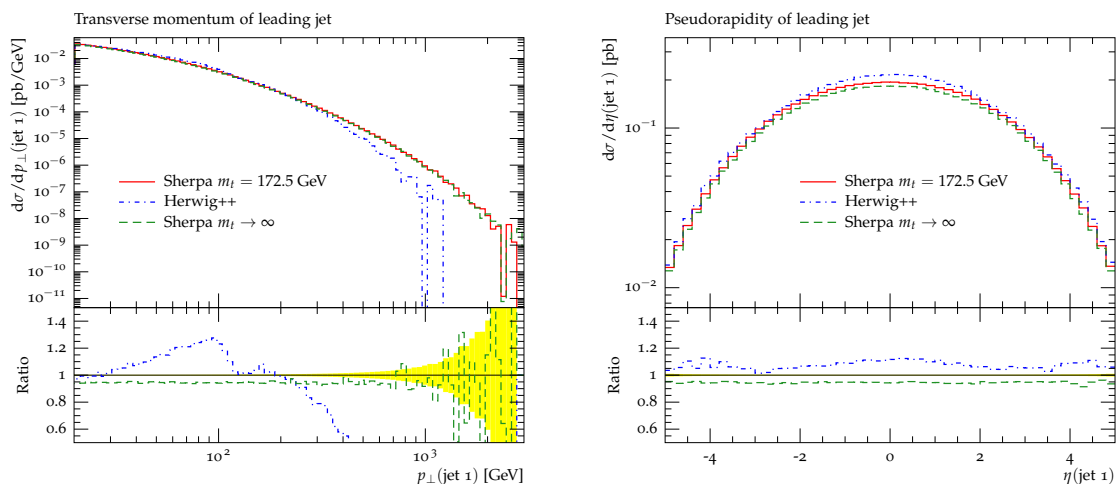 Transverse momentum of leading jet
dσ/dp⊥(jet 1) [pb/GeV]
10⁻²
10⁻³
10⁻⁴
10⁻⁵
10⁻⁶
10⁻⁷
10⁻⁸
10⁻⁹
10⁻¹⁰
10⁻¹¹
Sherpa mₜ = 172.5 GeV
Herwig++
Sherpa mₜ → ∞
Ratio
1.4
1.2
1
0.8
0.6
10²
10³
p⊥(jet 1) [GeV]
Pseudorapidity of leading jet
dσ/dη(jet 1) [pb]
10⁻¹
10⁻²
Sherpa mₜ = 172.5 GeV
Herwig++
Sherpa mₜ → ∞
Ratio
1.4
1.2
1
0.8
0.6
-4 -2 0 2 4
η(jet 1)